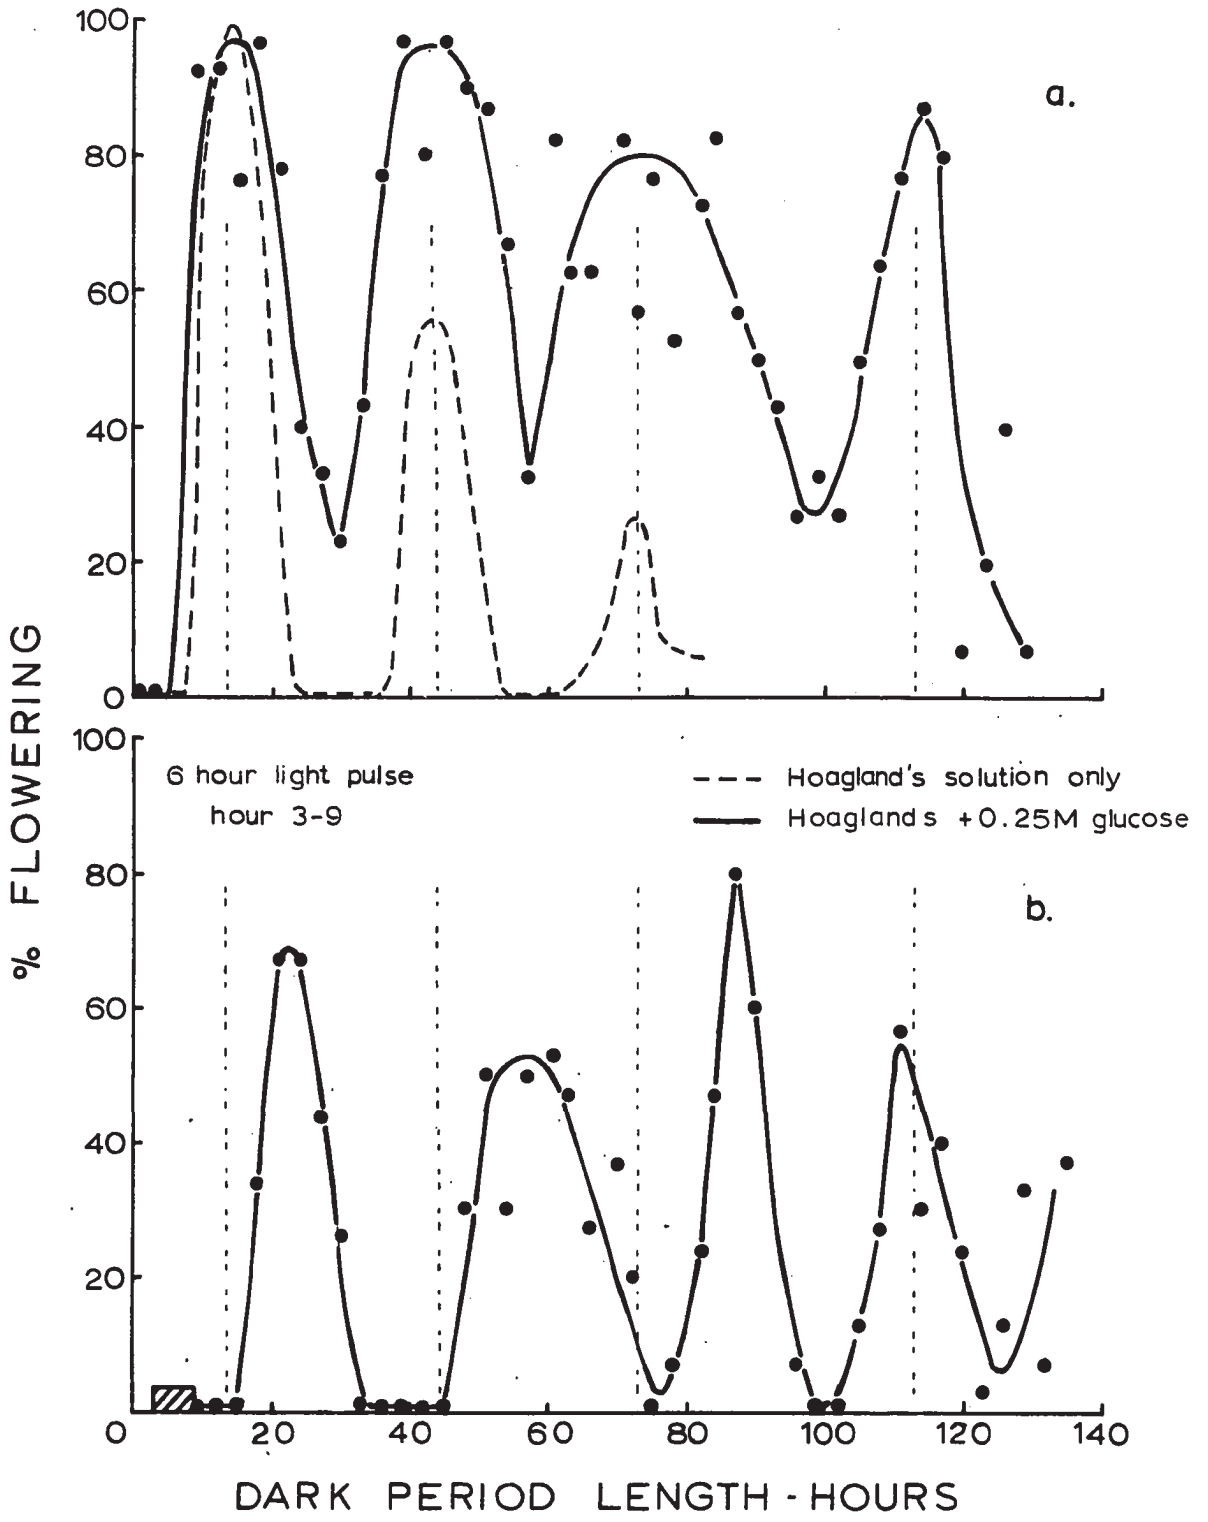 100
80
60
40
20
0
a.
% FLOWERING
100
80
60
40
20
6 hour light pulse
hour 3-9
Hoagland's solution only
Hoaglands +0.25M glucose
b.
0 20 40 60 80 100 120 140
DARK PERIOD LENGTH - HOURS